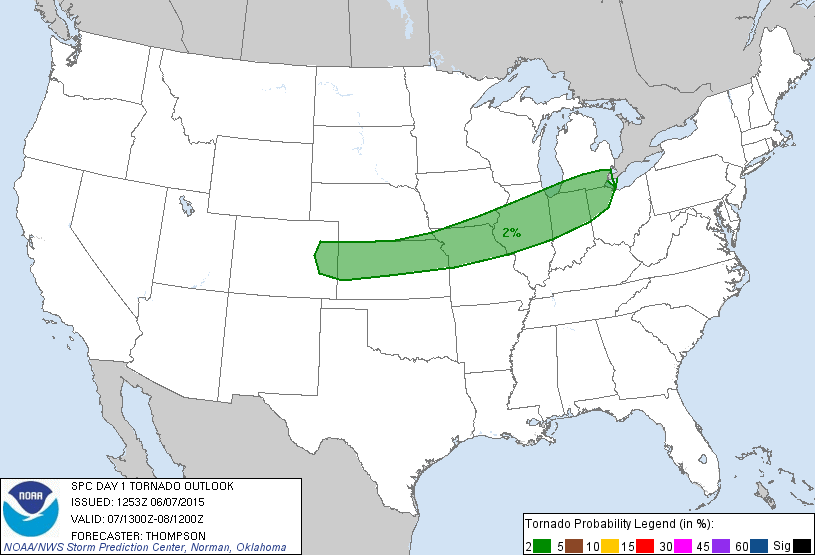 2%
NOAA
SPC DAY 1 TORNADO OUTLOOK
ISSUED: 1253Z 06/07/2015
VALID: 07/1300Z-08/1200Z
FORECASTER: THOMPSON
NOAA/NWS Storm Prediction Center, Norman, Oklahoma
Tornado Probability Legend (in %):
2 5 10 15 30 45 60 Sig